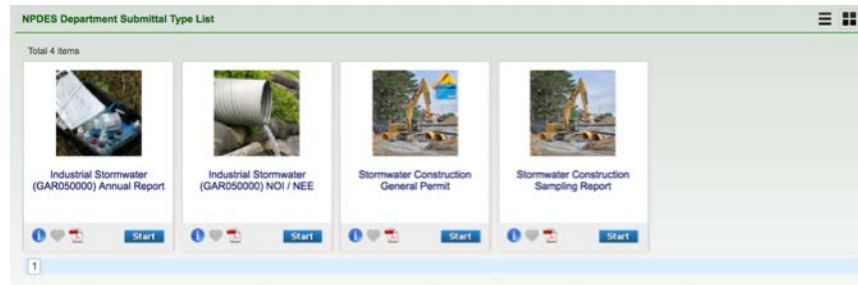 NPDES Department Submittal Type List
Total 4 items
Industrial Stormwater
(GAR050000) Annual Report
Industrial Stormwater
(GAR050000) NOI / NEE
Stormwater Construction
General Permit
Stormwater Construction
Sampling Report
Start
Start
Start
Start
1